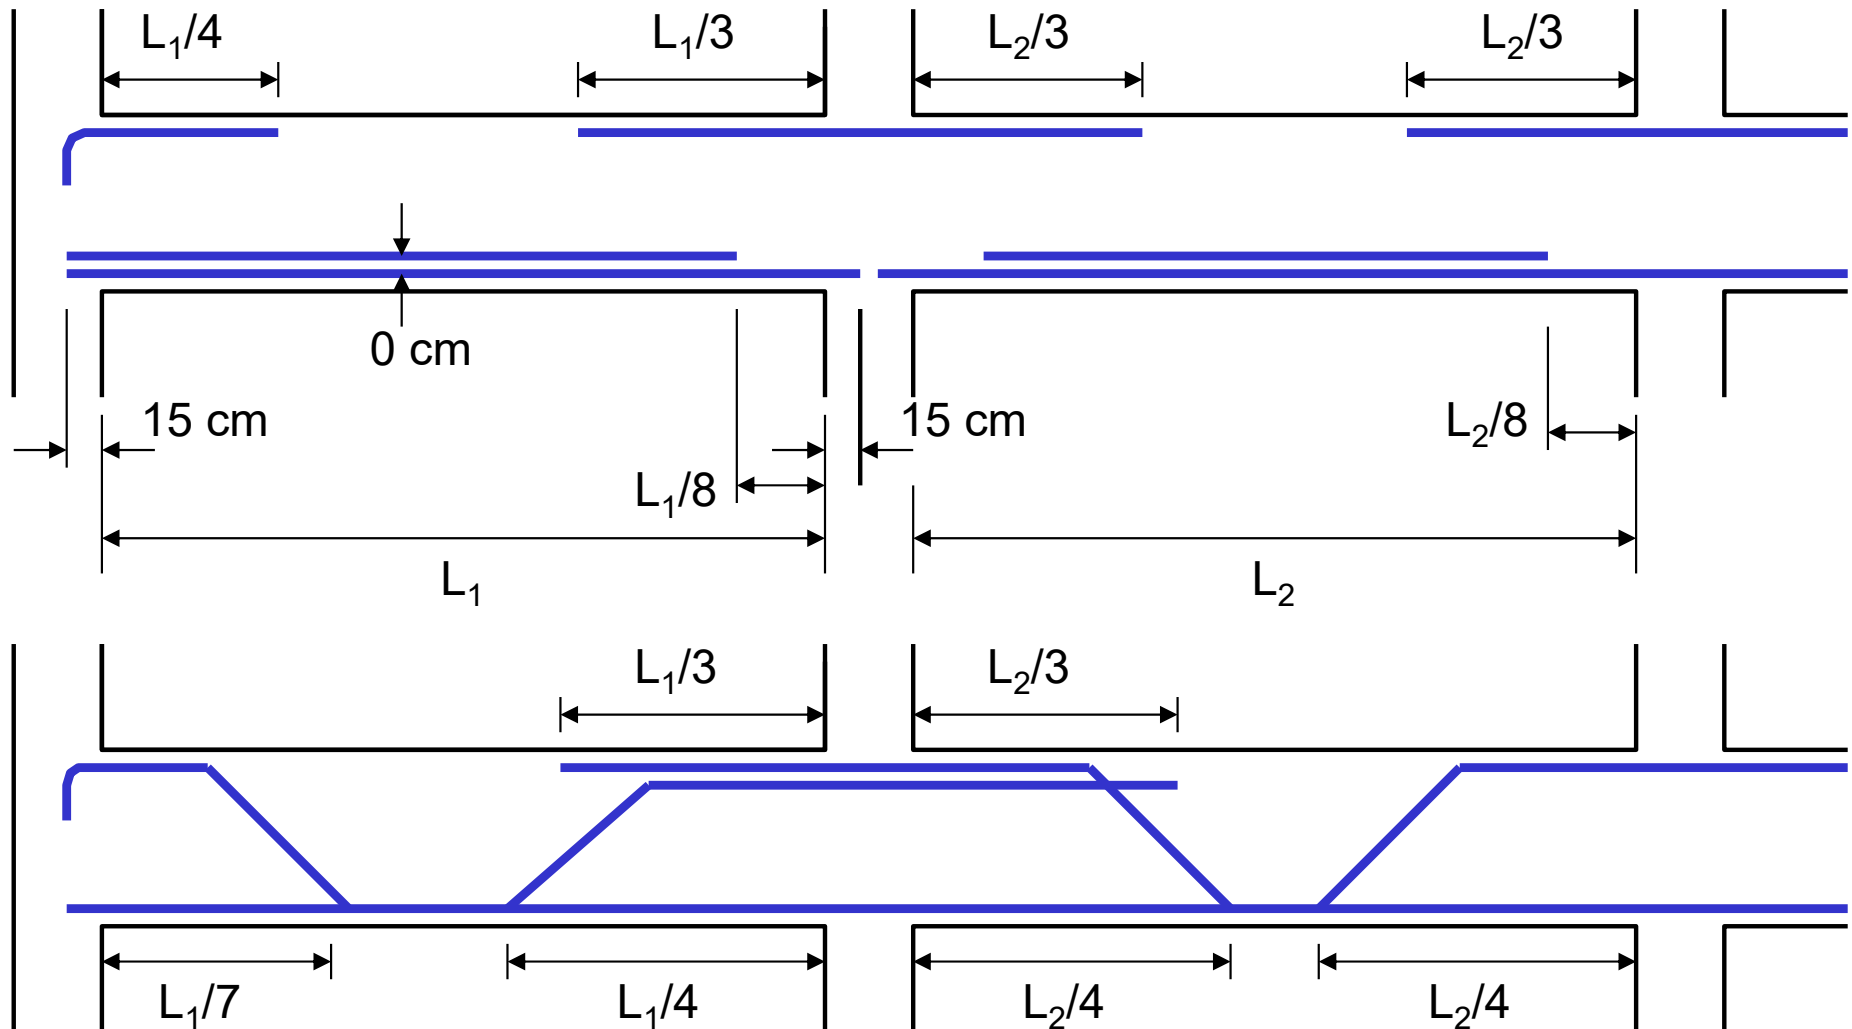 L₁/4 L₁/3 L₂/3 L₂/3
0 cm
15 cm 15 cm L₂/8
L₁/8
L₁ L₂
L₁/3 L₂/3
L₁/7 L₁/4 L₂/4 L₂/4